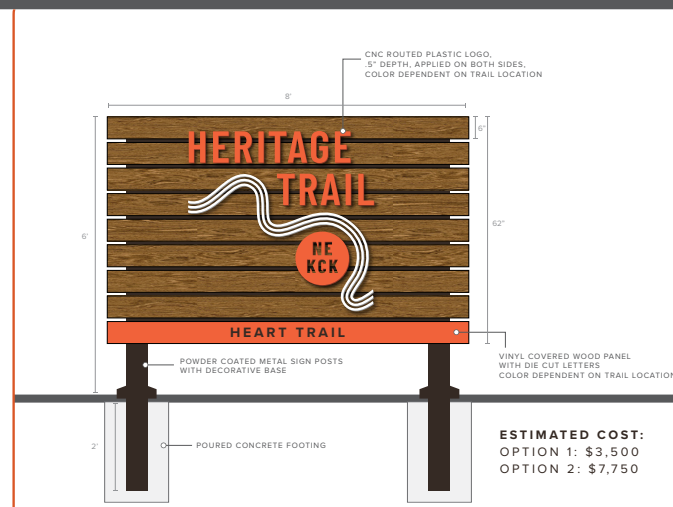 CNC ROUTED PLASTIC LOGO,
.5" DEPTH, APPLIED ON BOTH SIDES,
COLOR DEPENDENT ON TRAIL LOCATION
8'
6"
HERITAGE
TRAIL
62"
6'
NE
KCK
HEART TRAIL
VINYL COVERED WOOD PANEL
WITH DIE CUT LETTERS
COLOR DEPENDENT ON TRAIL LOCATION
POWDER COATED METAL SIGN POSTS
WITH DECORATIVE BASE
2'
POURED CONCRETE FOOTING
ESTIMATED COST:
OPTION 1: $3,500
OPTION 2: $7,750